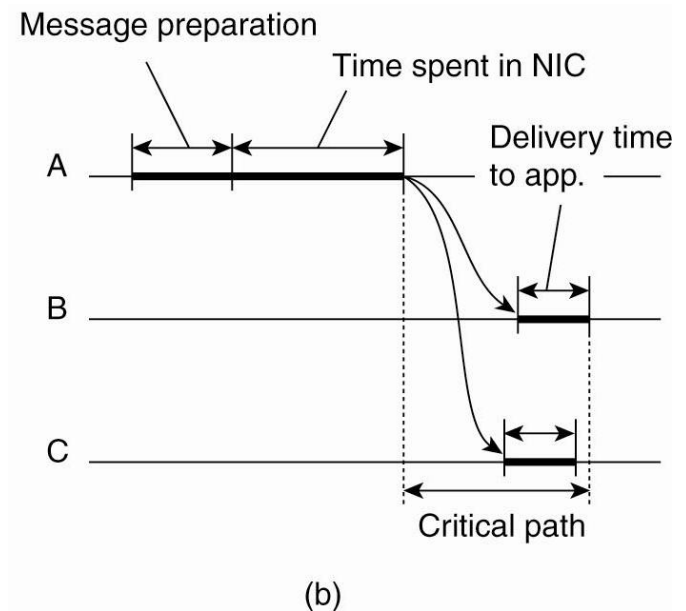 Message preparation
Time spent in NIC
Delivery time
to app.
A
B
C
Critical path
(b)